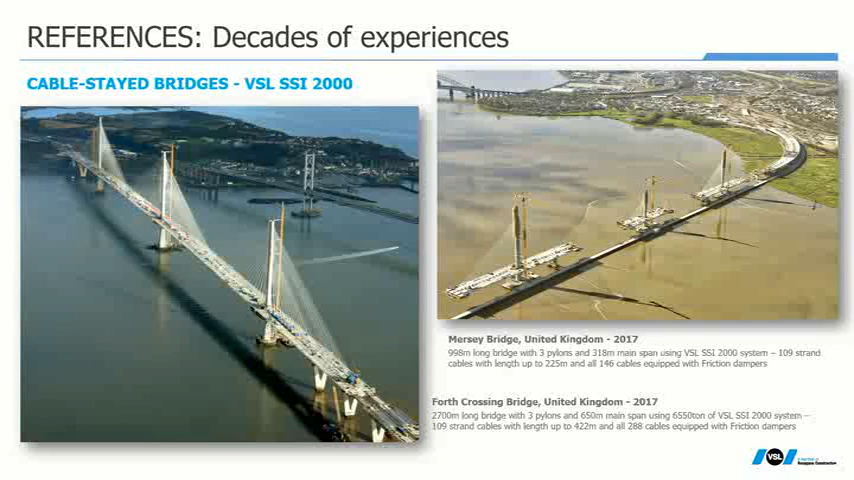 REFERENCES: Decades of experiences
CABLE-STAYED BRIDGES - VSL SSI 2000
Mersey Bridge, United Kingdom - 2017
998m long bridge with 3 pylons and 318m main span using VSL SSI 2000 system – 109 strand
cables with length up to 225m and all 146 cables equipped with Friction dampers
Forth Crossing Bridge, United Kingdom - 2017
2700m long bridge with 3 pylons and 650m main span using 6550ton of VSL SSI 2000 system –
109 strand cables with length up to 422m and all 288 cables equipped with Friction dampers
VSL
Bouygues Construction